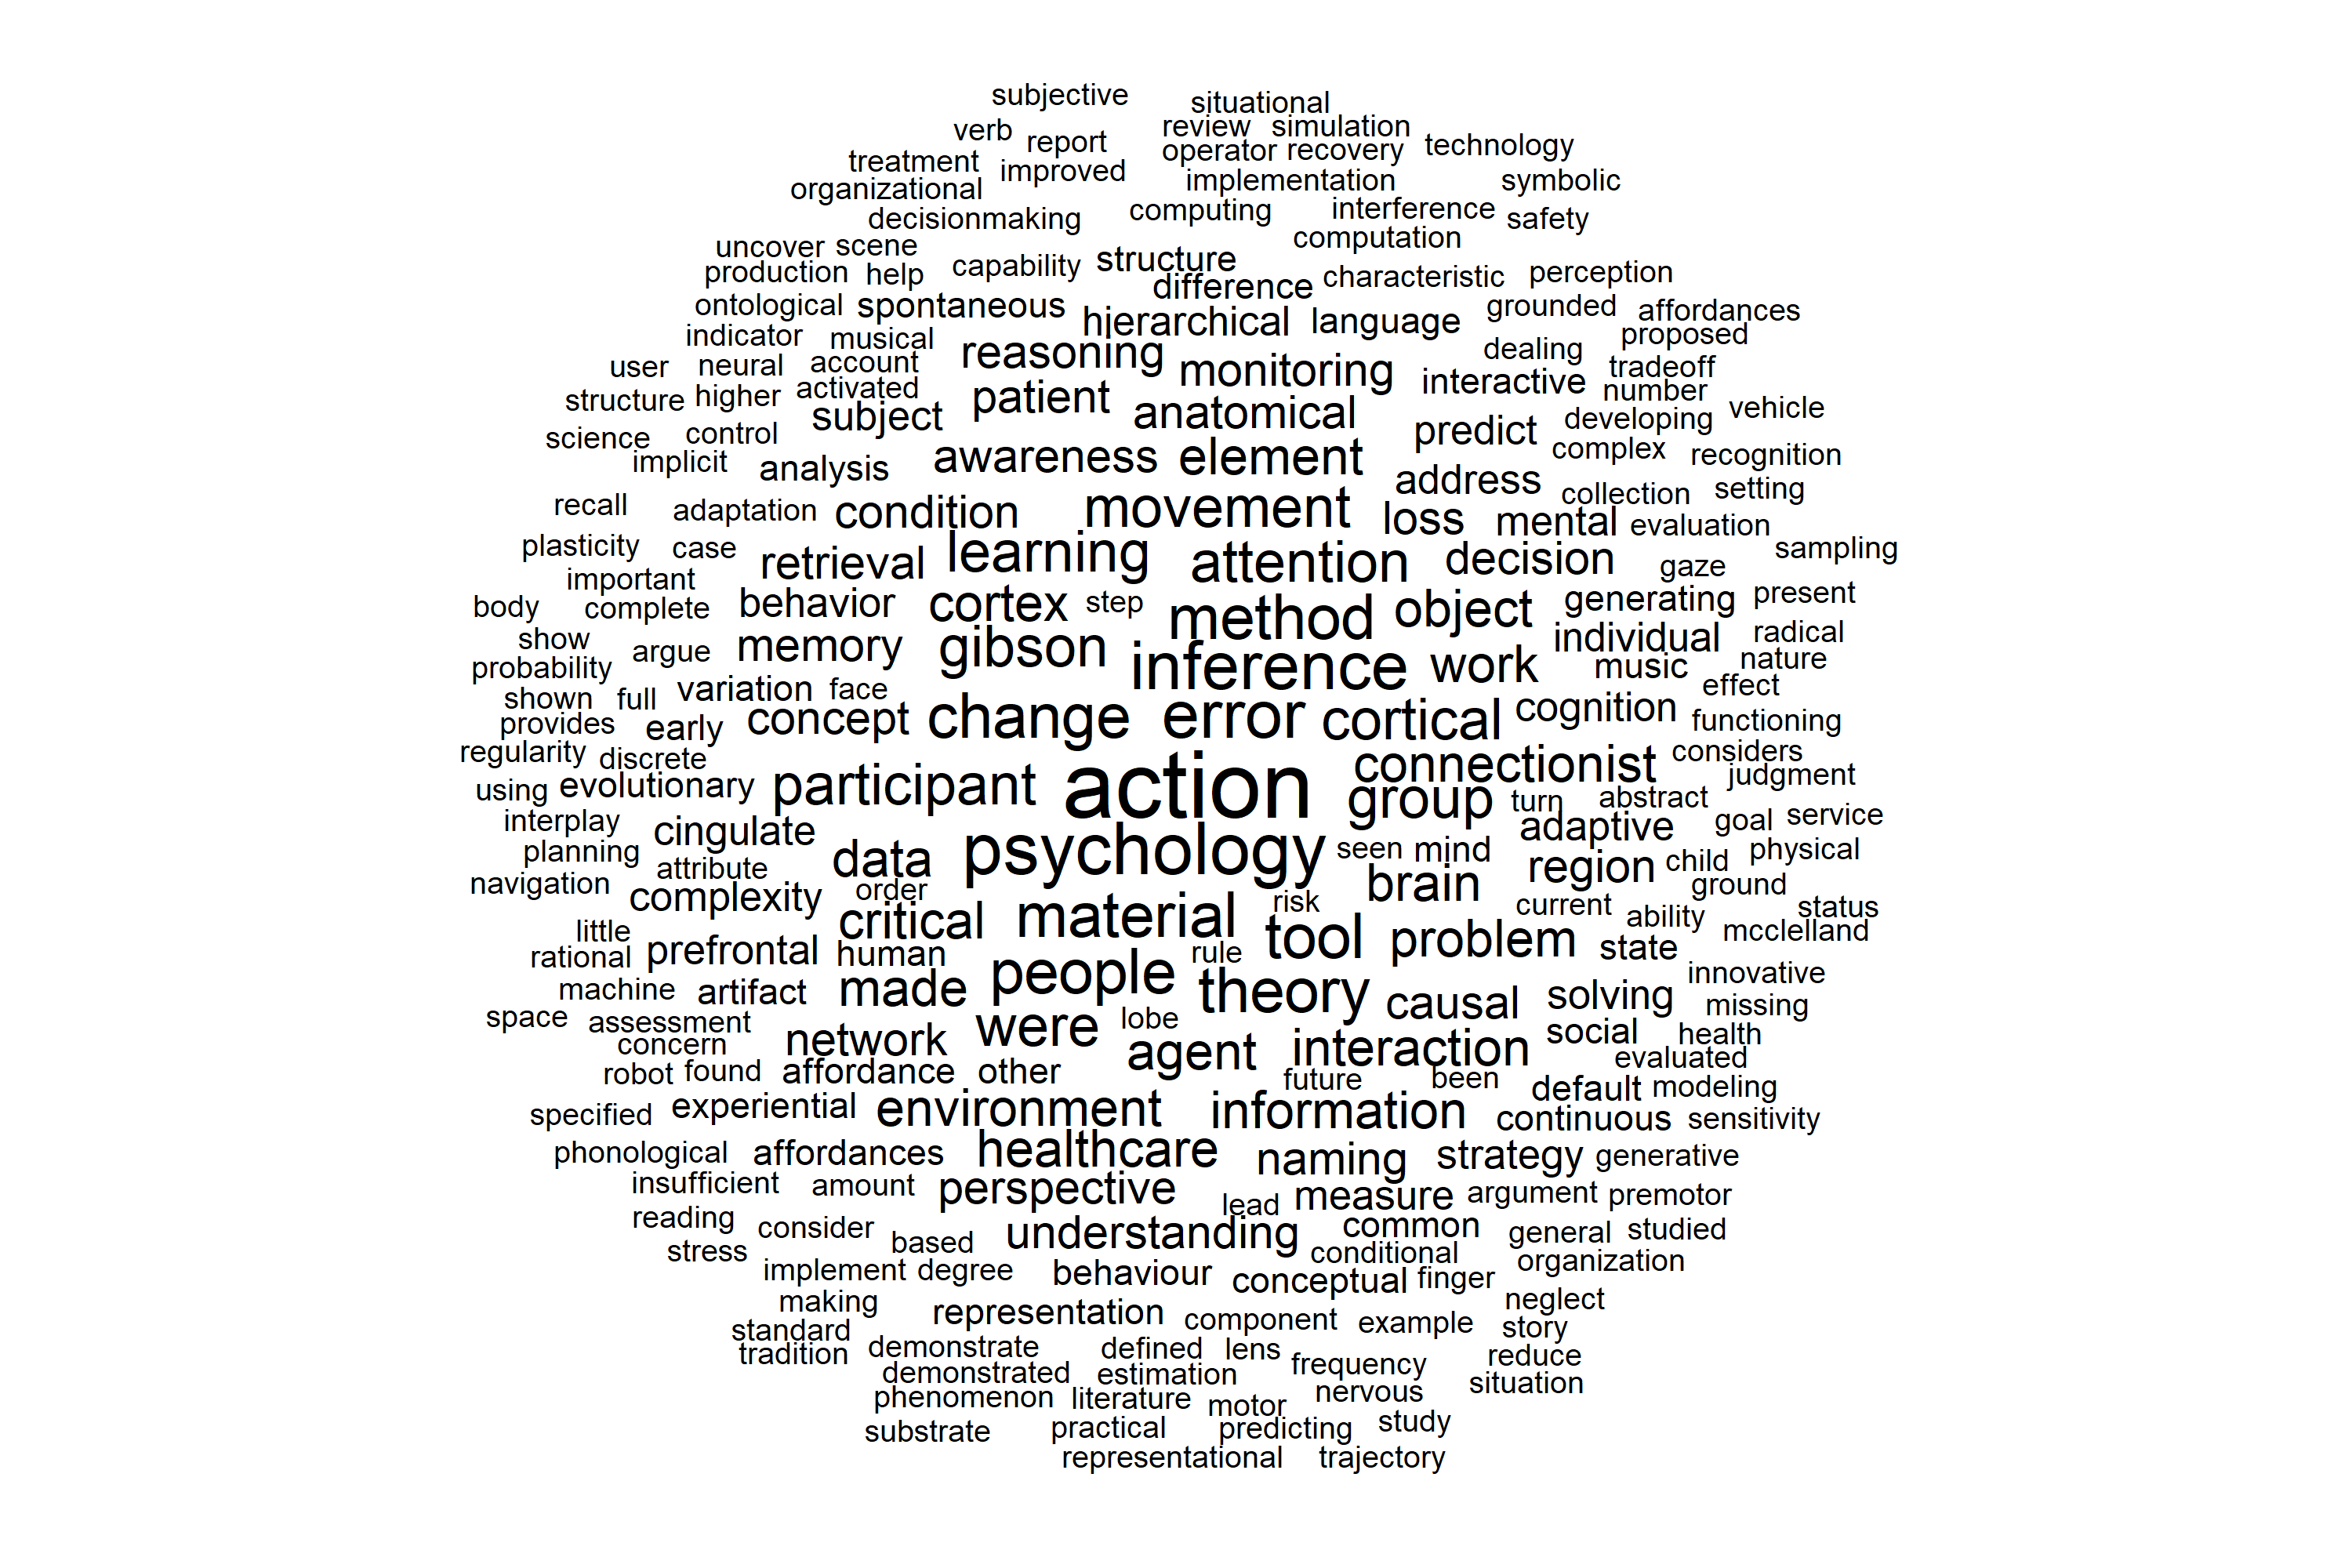 subjective situational
verb report review simulation technology
treatment improved operator recovery
organizational implementation symbolic
decisionmaking computing interference safety
uncover scene computation
production help capability structure characteristic perception
ontological spontaneous difference grounded affordances
indicator musical hierarchical language proposed
user neural account reasoning monitoring dealing tradeoff
structure higher activated patient interactive number
science control subject anatomical predict developing vehicle
implicit analysis awareness element complex recognition
recall adaptation condition movement address collection setting
plasticity case loss mental evaluation
important retrieval learning attention decision gaze sampling
body complete behavior cortex step method object generating present
show argue memory gibson inference work individual radical
probability music nature
shown full variation face effect
provides early concept change error cortical cognition functioning
regularity discrete connectionist considers
using evolutionary participant action group turn abstract judgment
interplay cingulate adaptive goal service
planning attribute data psychology seen mind region child physical
navigation complexity order brain ground
little critical material risk current ability status
rational prefrontal human tool problem state mcclelland
machine artifact made people rule theory causal solving innovative
space assessment were lobe missing
concern network agent interaction social health
robot found affordance other future been evaluated
specified experiential environment information default modeling
continuous sensitivity
phonological affordances healthcare naming strategy generative
insufficient amount perspective lead measure argument premotor
reading consider based understanding common general studied
stress conditional organization
implement degree behaviour conceptual finger
making representation component example neglect
standard story
tradition demonstrate defined lens frequency reduce
demonstrated estimation situation
phenomenon literature motor nervous
substrate practical predicting study
representational trajectory